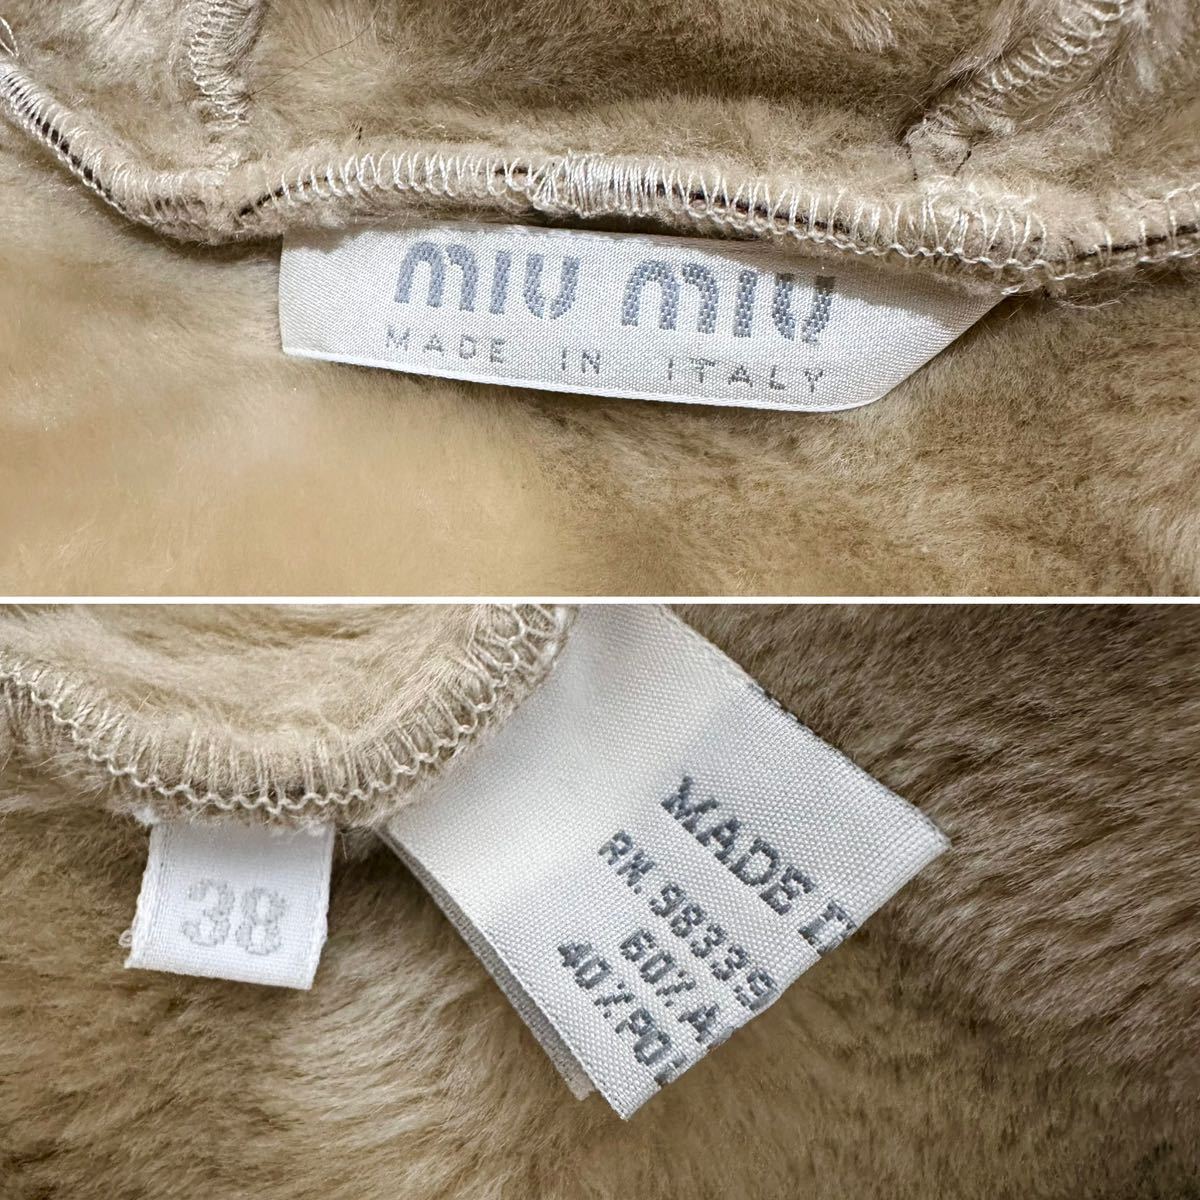 miu miu
MADE IN ITALY
38
MADE I
RN. 98339
60% A
40% PO